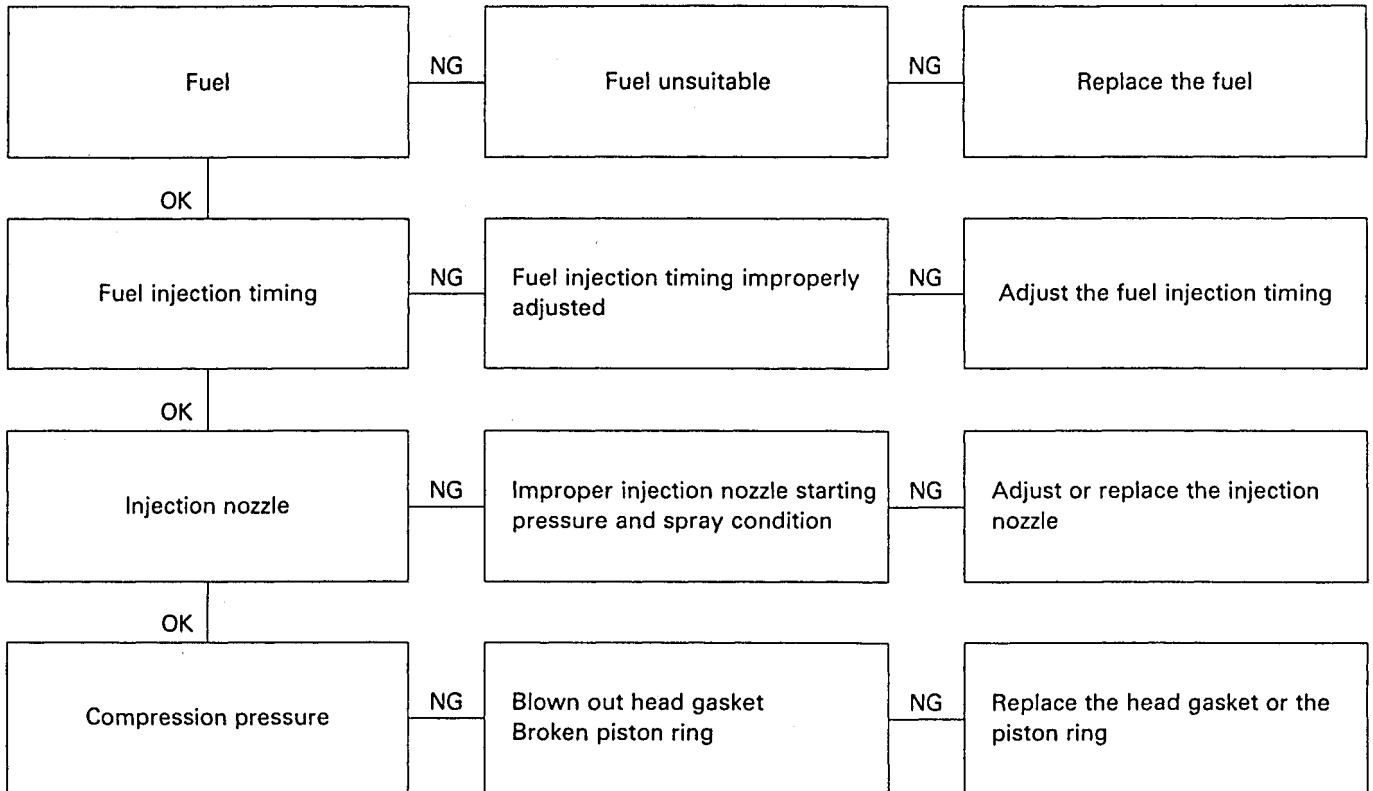 Fuel
NG
Fuel unsuitable
NG
Replace the fuel
OK
Fuel injection timing
NG
Fuel injection timing improperly
adjusted
NG
Adjust the fuel injection timing
OK
Injection nozzle
NG
Improper injection nozzle starting
pressure and spray condition
NG
Adjust or replace the injection
nozzle
OK
Compression pressure
NG
Blown out head gasket
Broken piston ring
NG
Replace the head gasket or the
piston ring